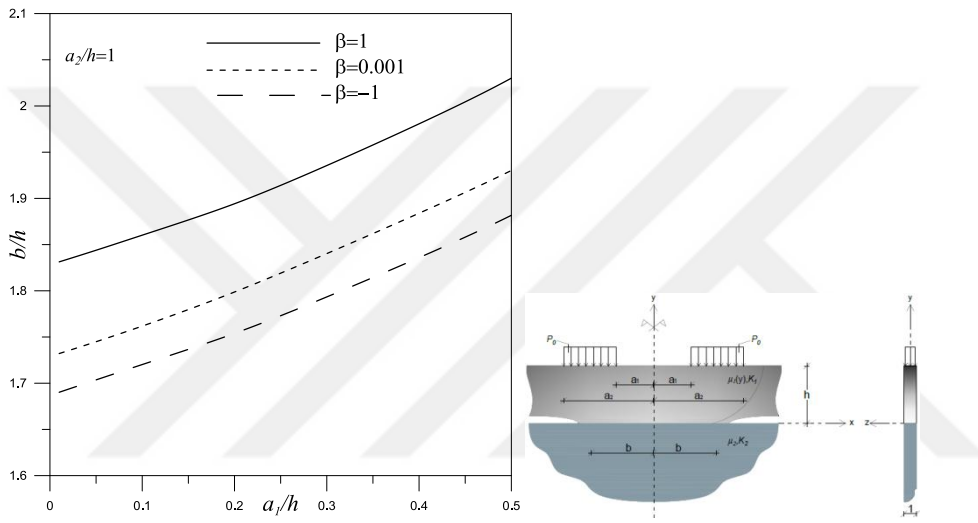 2.1
2
1.9
1.8
1.7
1.6
b/h
a₂/h=1
β=1
β=0.001
β=−1
0
0.1
0.2
0.3
0.4
0.5
a₁/h
y
P₀
P₀
a₁
a₁
a₂
a₂
μ₁(y),K₁
h
x
μ₂,K₂
b
b
y
z
1